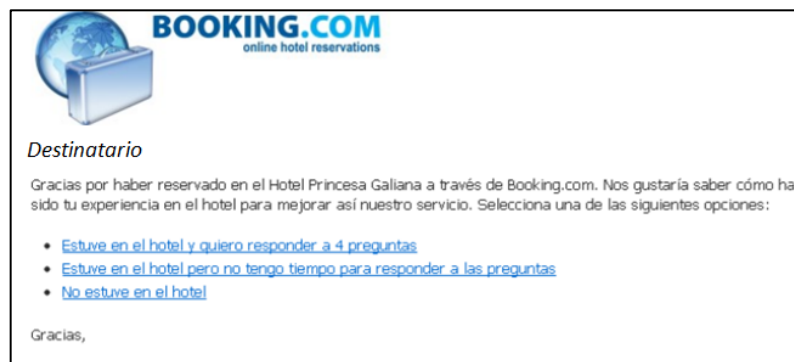 BOOKING.COM
online hotel reservations
Destinatario
Gracias por haber reservado en el Hotel Princesa Galiana a través de Booking.com. Nos gustaría saber cómo ha
sido tu experiencia en el hotel para mejorar así nuestro servicio. Selecciona una de las siguientes opciones:
• Estuve en el hotel y quiero responder a 4 preguntas
• Estuve en el hotel pero no tengo tiempo para responder a las preguntas
• No estuve en el hotel
Gracias,